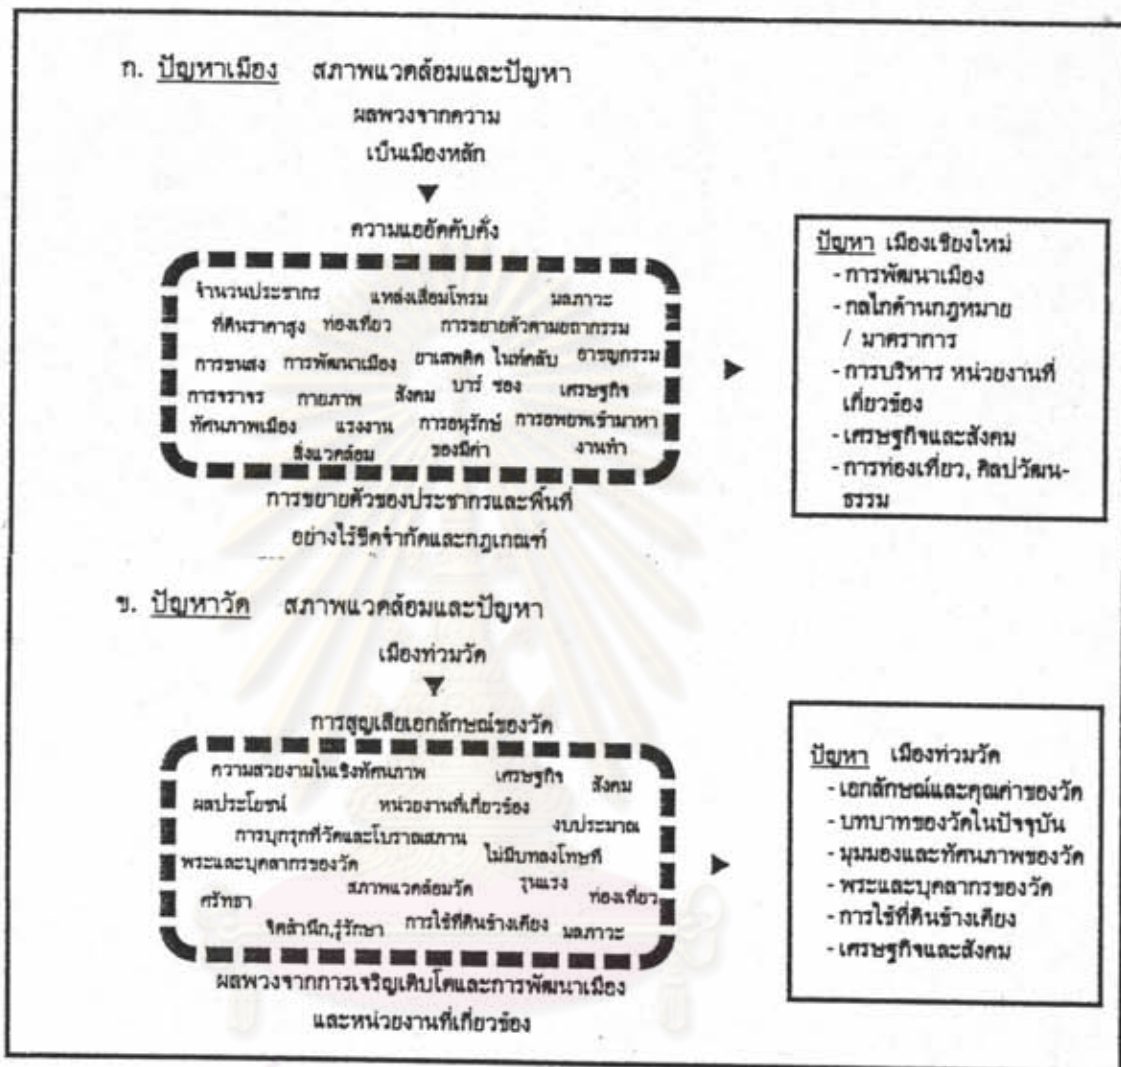 ก. ปัญหาเมือง สภาพแวดล้อมและปัญหา
ผลพวงจากความ
เป็นเมืองหลัก
ความแออัดคับคั่ง
จำนวนประชากร แหล่งเสื่อมโทรม มลภาวะ
ที่ดินราคาสูง ท่องเที่ยว การขยายตัวตามยถากรรม
การขนส่ง การพัฒนาเมือง ยาเสพติด ไนท์คลับ อาชญกรรม
การจราจร กายภาพ สังคม บาร์ ซ่อง เศรษฐกิจ
ทัศนภาพเมือง แรงงาน การอนุรักษ์ การอพยพเข้ามาหา
สิ่งแวดล้อม ของมีค่า งานทำ
การขยายตัวของประชากรและพื้นที่
อย่างไร้ขีดจำกัดและกฎเกณฑ์
ปัญหา เมืองเชียงใหม่
- การพัฒนาเมือง
- กลไกด้านกฎหมาย
/ มาตราการ
- การบริหาร หน่วยงานที่
เกี่ยวข้อง
- เศรษฐกิจและสังคม
- การท่องเที่ยว, ศิลปวัฒน-
ธรรม
ข. ปัญหาวัด สภาพแวดล้อมและปัญหา
เมืองท่วมวัด
การสูญเสียเอกลักษณ์ของวัด
ความสวยงามในเชิงทัศนภาพ เศรษฐกิจ สังคม
ผลประโยชน์ หน่วยงานที่เกี่ยวข้อง
การบุกรุกที่วัดและโบราณสถาน งบประมาณ
พระและบุคลากรของวัด ไม่มีบทลงโทษที่
ศรัทธา สภาพแวดล้อมวัด รุนแรง ท่องเที่ยว
จิตสำนึก,รู้รักษา การใช้ที่ดินข้างเคียง มลภาวะ
ผลพวงจากการเจริญเติบโตและการพัฒนาเมือง
และหน่วยงานที่เกี่ยวข้อง
ปัญหา เมืองท่วมวัด
- เอกลักษณ์และคุณค่าของวัด
- บทบาทของวัดในปัจจุบัน
- มุมมองและทัศนภาพของวัด
- พระและบุคลากรของวัด
- การใช้ที่ดินข้างเคียง
- เศรษฐกิจและสังคม